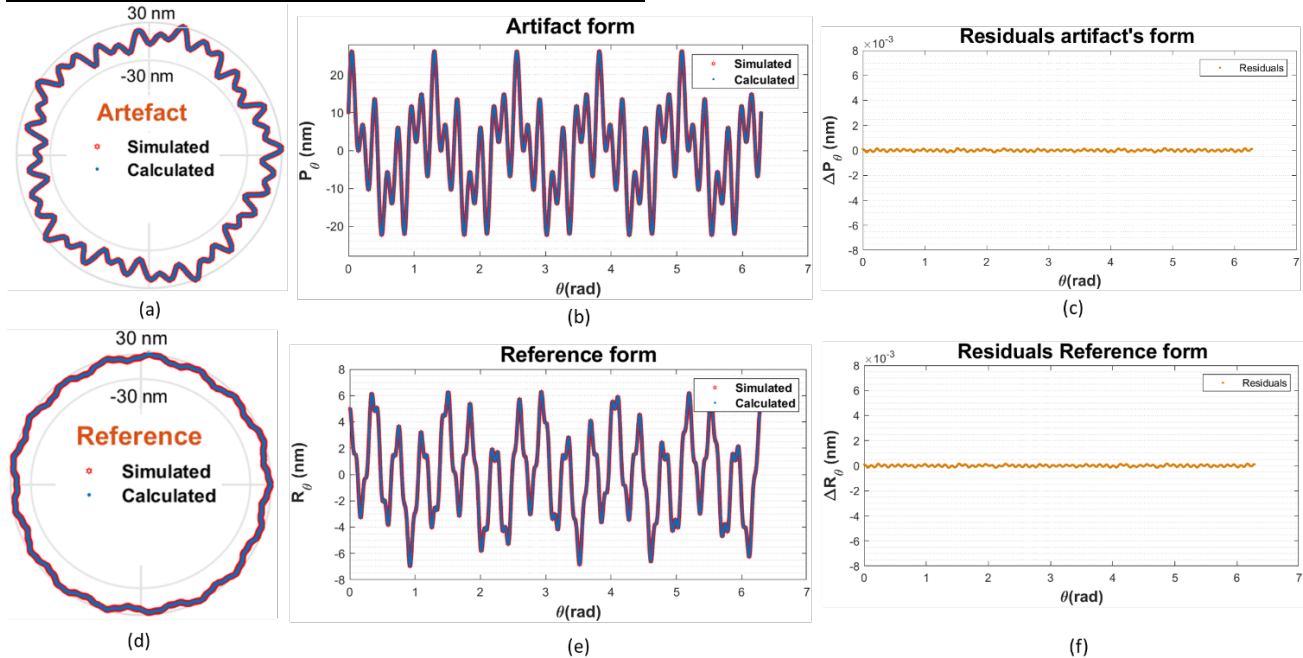 30 nm
-30 nm
Artefact
Simulated
Calculated
(a)
Artifact form
Simulated
Calculated
P_θ (nm)
20
10
0
-10
-20
0 1 2 3 4 5 6 7
θ(rad)
(b)
Residuals artifact's form
×10^-3
Residuals
ΔP_θ (nm)
8
6
4
2
0
-2
-4
-6
-8
0 1 2 3 4 5 6 7
θ(rad)
(c)
30 nm
-30 nm
Reference
Simulated
Calculated
(d)
Reference form
Simulated
Calculated
R_θ (nm)
8
6
4
2
0
-2
-4
-6
-8
0 1 2 3 4 5 6 7
θ(rad)
(e)
Residuals Reference form
×10^-3
Residuals
ΔR_θ (nm)
8
6
4
2
0
-2
-4
-6
-8
0 1 2 3 4 5 6 7
θ(rad)
(f)